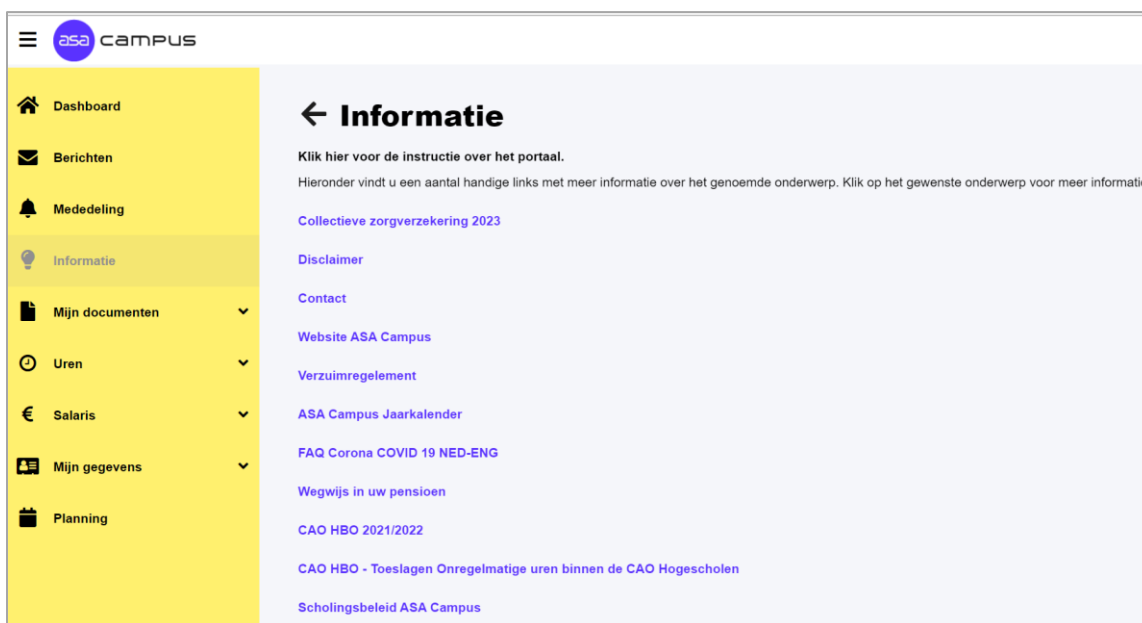 asa campus
Dashboard
Berichten
Mededeling
Informatie
Mijn documenten
Uren
€ Salaris
Mijn gegevens
Planning
← Informatie
Klik hier voor de instructie over het portaal.
Hieronder vindt u een aantal handige links met meer informatie over het genoemde onderwerp. Klik op het gewenste onderwerp voor meer informati
Collectieve zorgverzekering 2023
Disclaimer
Contact
Website ASA Campus
Verzuimregelement
ASA Campus Jaarkalender
FAQ Corona COVID 19 NED-ENG
Wegwijs in uw pensioen
CAO HBO 2021/2022
CAO HBO - Toeslagen Onregelmatige uren binnen de CAO Hogescholen
Scholingsbeleid ASA Campus